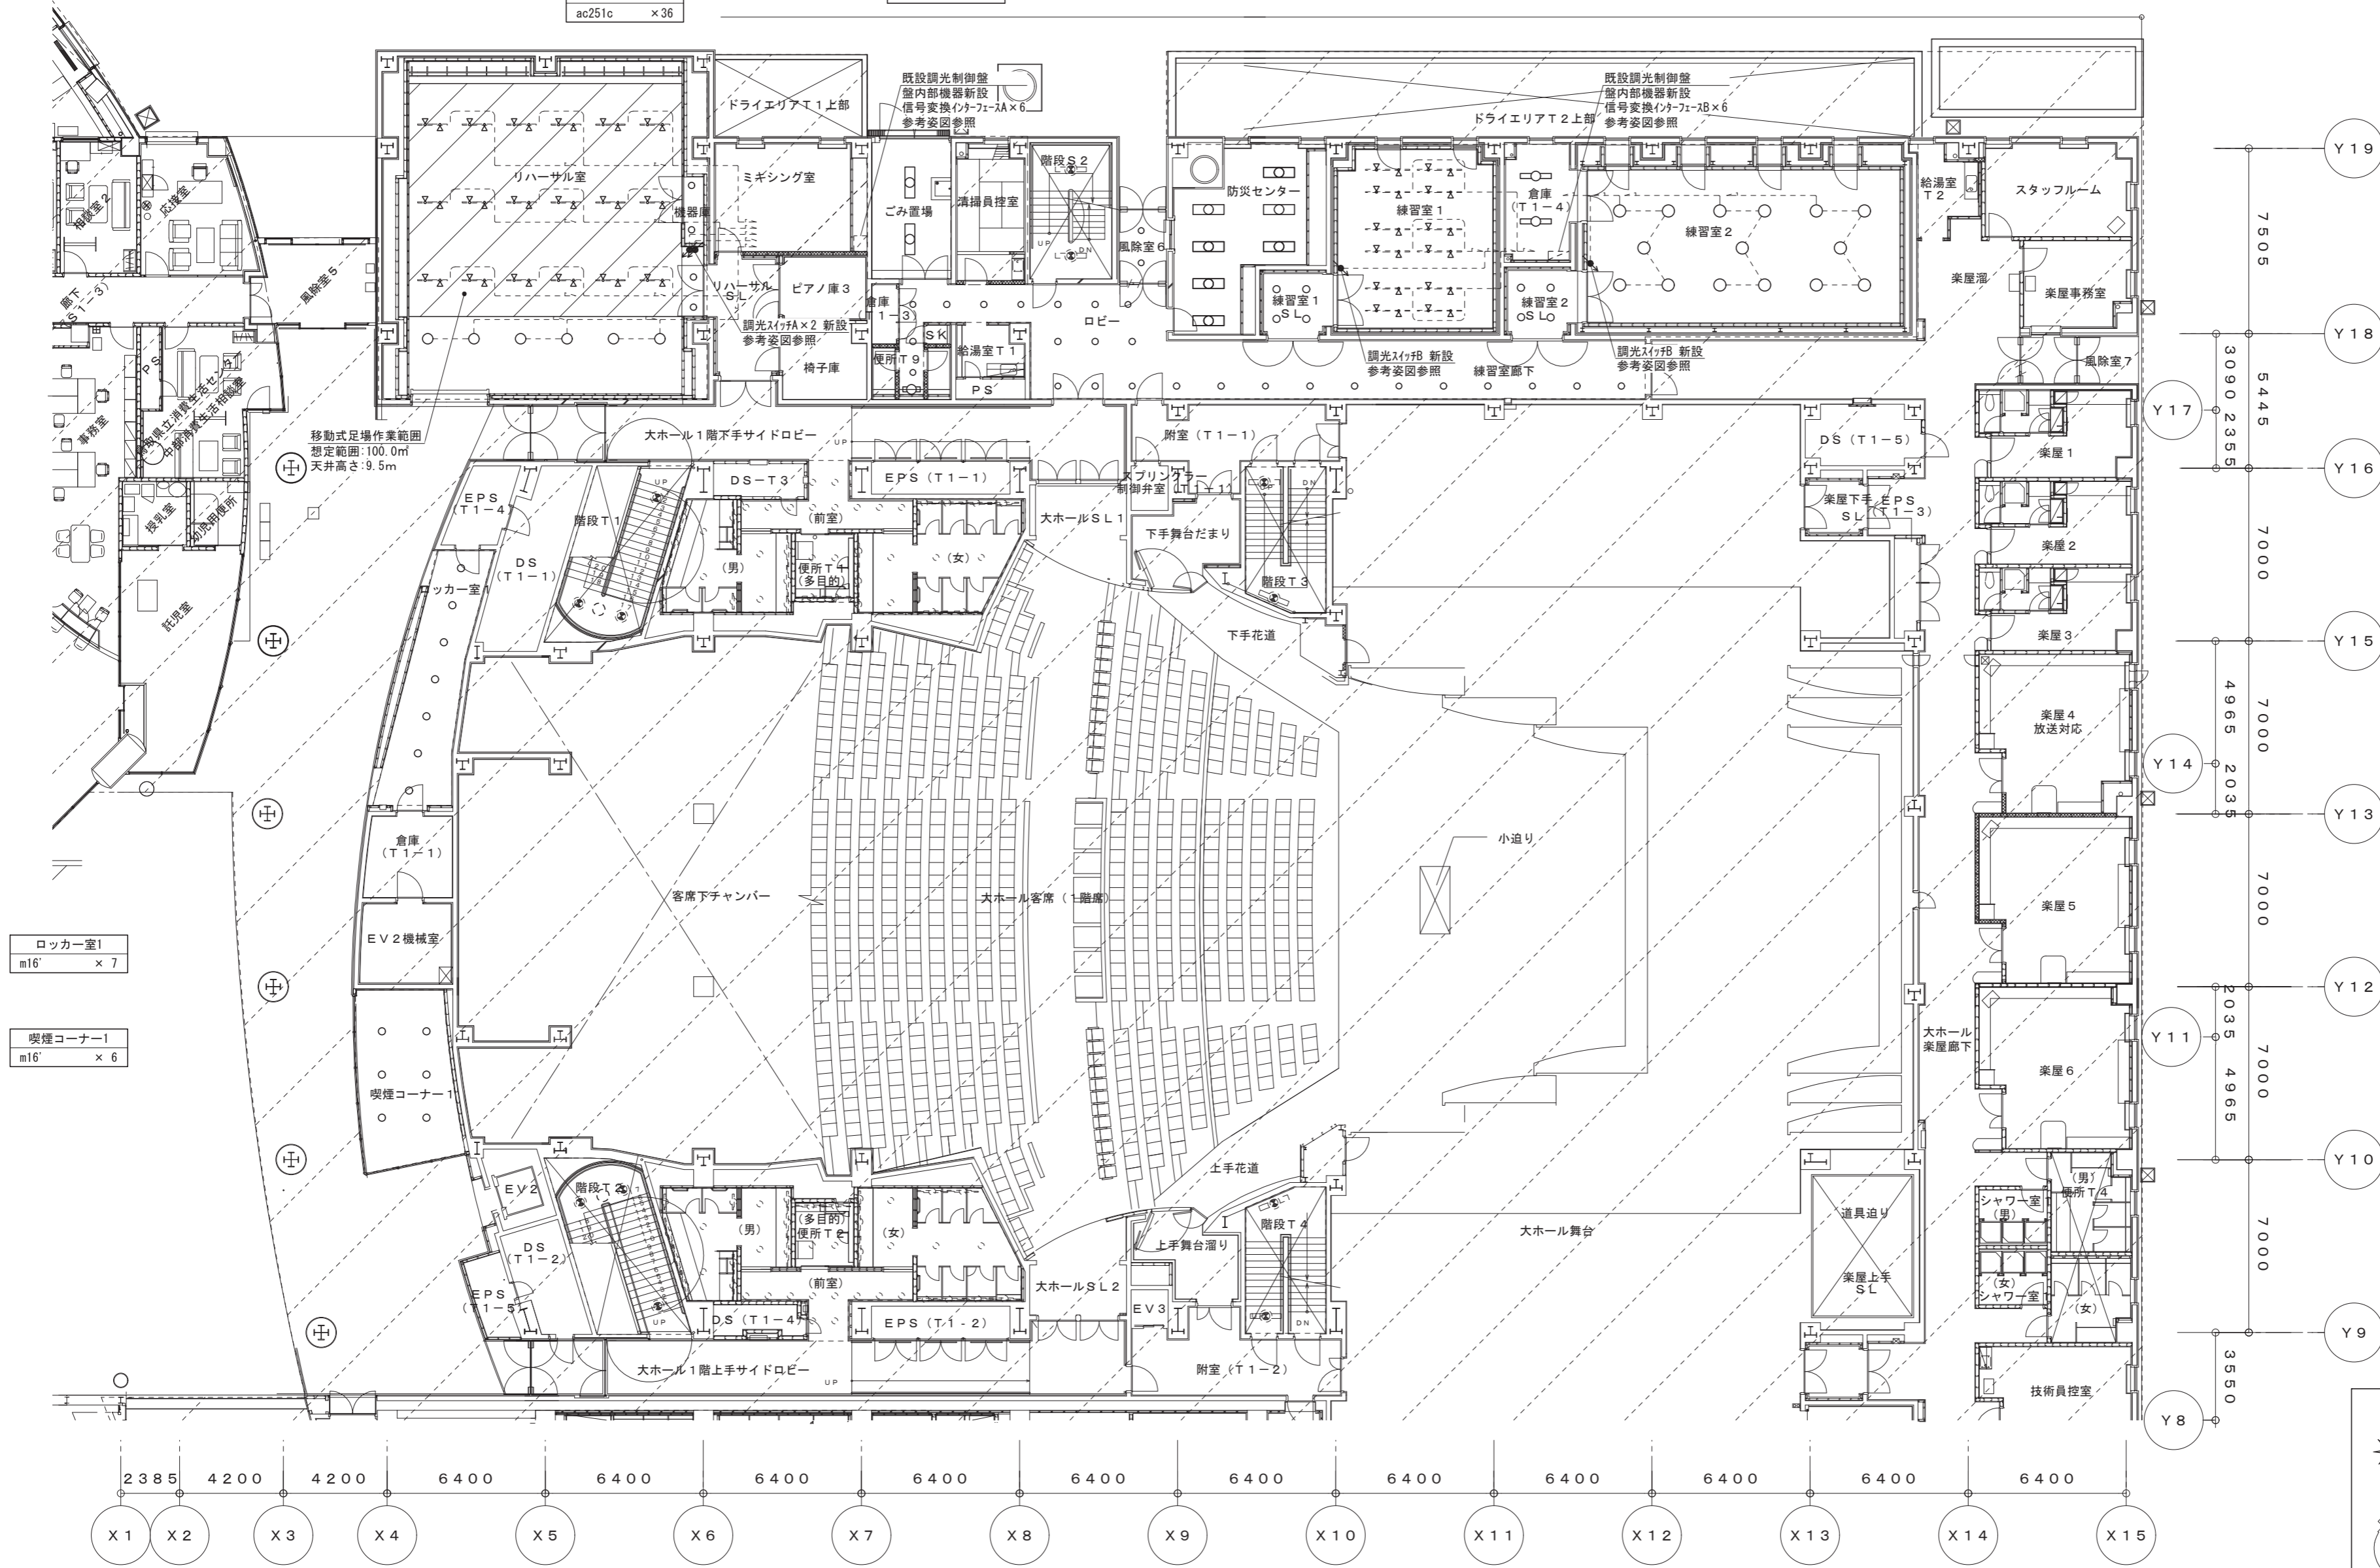 ac251c ×36
既設調光制御盤
盤内部機器新設
信号変換ｲﾝﾀｰﾌｪｰｽA×6
参考姿図参照
既設調光制御盤
盤内部機器新設
信号変換ｲﾝﾀｰﾌｪｰｽB×6
参考姿図参照
ドライエリアT１上部
ドライエリアT２上部
相談室２
応接室
リハーサル室
ミキシング室
機器庫
ごみ置場
清掃員控室
階段S２
風除室６
防災センター
練習室１
倉庫
(T１−４)
練習室２
給湯室
T２
スタッフルーム
楽屋溜
楽屋事務室
廊下
風除室５
リハーサル
SL
ピアノ庫３
倉庫
(T１−３)
SK
給湯室T１
便所T９
椅子庫
PS
ロビー
練習室１
SL
練習室２
SL
調光ｽｲｯﾁA×2 新設
参考姿図参照
調光ｽｲｯﾁB 新設
参考姿図参照
練習室廊下
調光ｽｲｯﾁB 新設
参考姿図参照
風除室７
PS
鳥取県立消費生活センター
中部消費生活相談室
事務室
移動式足場作業範囲
想定範囲:100.0㎡
天井高さ:9.5m
大ホール１階下手サイドロビー
UP
附室（T１−１）
DS（T１−５）
楽屋１
EPS
(T１−４)
階段T１
DS−T３
EPS（T１−１）
スプリンクラー
制御弁室（T１−１）
楽屋下手
SL
EPS
(T１−３)
授乳室
幼児用便所
(前室)
大ホールSL１
下手舞台だまり
DS
(T１−１)
(男)
便所T１
(多目的)
(女)
階段T３
楽屋２
託児室
ロッカー室１
下手花道
楽屋３
楽屋４
放送対応
倉庫
(T１−１)
小迫り
客席下チャンバー
大ホール客席（１階席）
楽屋５
EV２機械室
ロッカー室1
m16' × 7
喫煙コーナー1
m16' × 6
大ホール
楽屋廊下
楽屋６
喫煙コーナー１
上手花道
EV２
階段T２
(男)
(多目的)
便所T２
(女)
階段T４
上手舞台溜り
大ホール舞台
道具迫り
(男)
便所T４
シャワー室
(男)
DS
(T１−２)
(前室)
大ホールSL２
楽屋上手
SL
(女)
シャワー室
(女)
EPS
(T１−５)
DS（T１−４）
EPS（T１-２）
EV３
UP
DN
大ホール１階上手サイドロビー
UP
附室（T１−２）
技術員控室
Y１９
７５０５
Y１８
３０９０
５４４５
Y１７
２３５５
Y１６
７０００
Y１５
４９６５
７０００
Y１４
２０３５
Y１３
７０００
Y１２
２０３５
Y１１
７０００
４９６５
Y１０
７０００
Y９
３５５０
Y８
２３８５ ４２００ ４２００ ６４００ ６４００ ６４００ ６４００ ６４００ ６４００ ６４００ ６４００ ６４００ ６４００ ６４００
X１ X２ X３ X４ X５ X６ X７ X８ X９ X１０ X１１ X１２ X１３ X１４ X１５